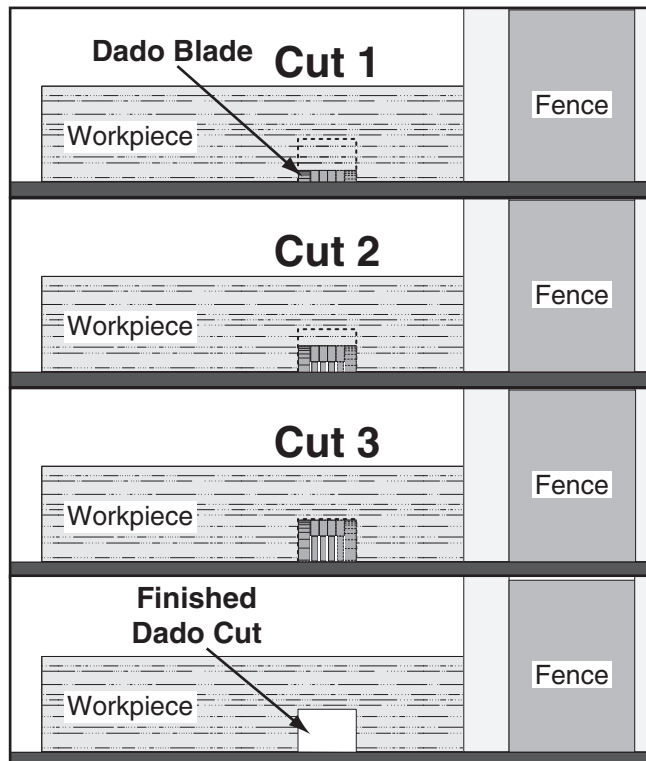 Dado Blade
Cut 1
Workpiece
Fence
Cut 2
Workpiece
Fence
Cut 3
Workpiece
Fence
Finished
Dado Cut
Workpiece
Fence